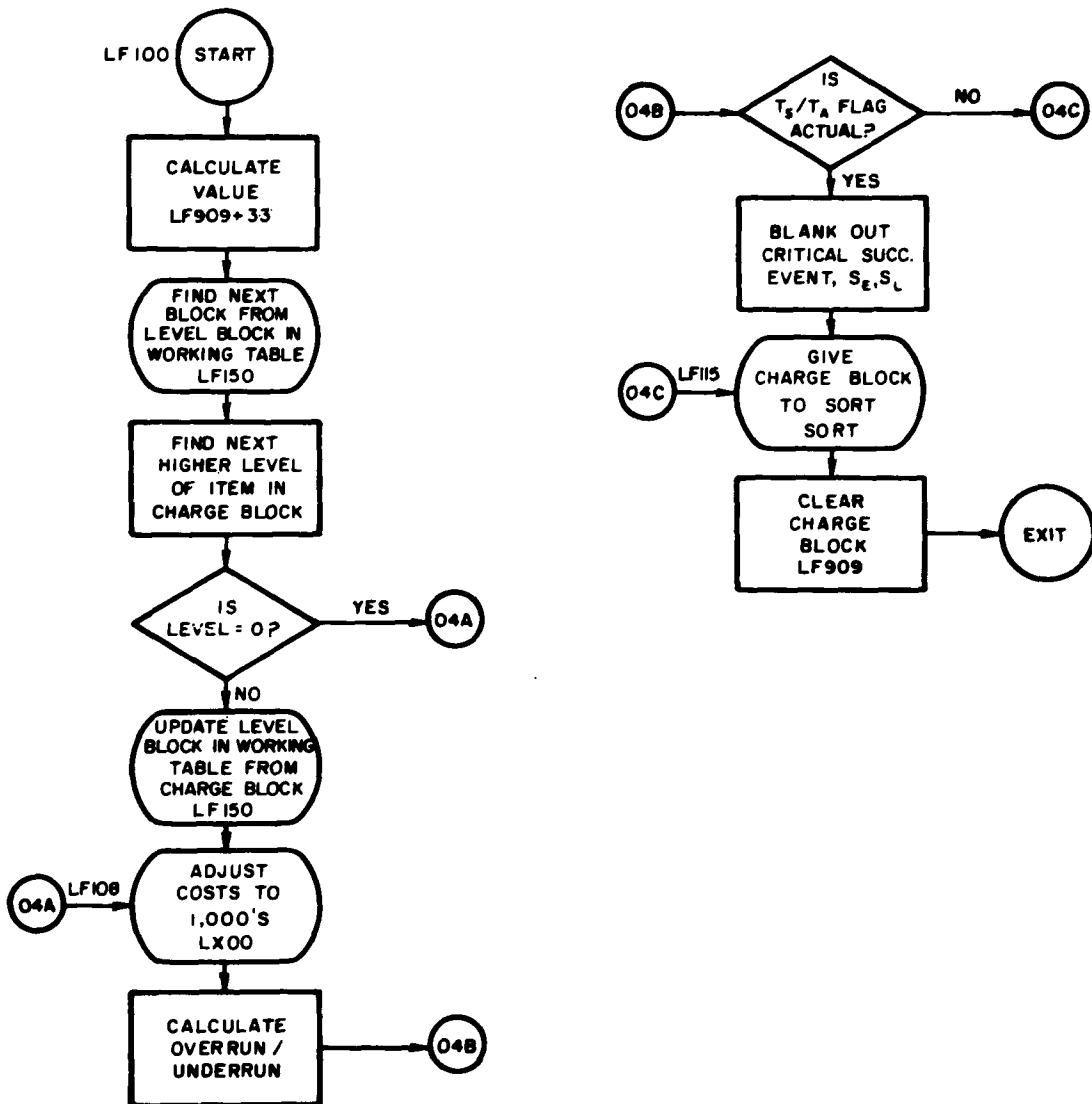 LF100
START
CALCULATE
VALUE
LF909+33
FIND NEXT
BLOCK FROM
LEVEL BLOCK IN
WORKING TABLE
LF150
FIND NEXT
HIGHER LEVEL
OF ITEM IN
CHARGE BLOCK
IS
LEVEL = 0?
YES
04A
NO
UPDATE LEVEL
BLOCK IN WORKING
TABLE FROM
CHARGE BLOCK
LF150
04A
LF108
ADJUST
COSTS TO
1,000'S
LX00
CALCULATE
OVERRUN /
UNDERRUN
04B
04B
IS
TS/TA FLAG
ACTUAL?
NO
04C
YES
BLANK OUT
CRITICAL SUCC.
EVENT, SE,SL
04C
LF115
GIVE
CHARGE BLOCK
TO SORT
SORT
CLEAR
CHARGE
BLOCK
LF909
EXIT